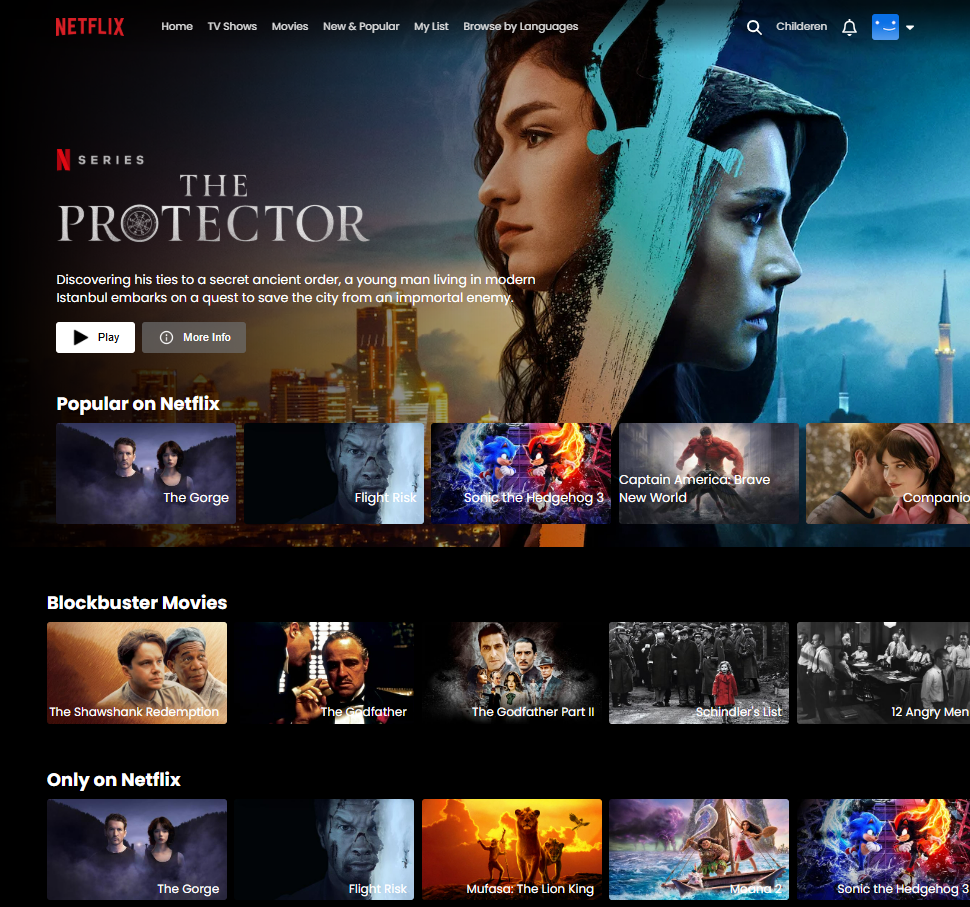 NETFLIX
Home TV Shows Movies New & Popular My List Browse by Languages
Childeren
N SERIES
THE
PROTECTOR
Discovering his ties to a secret ancient order, a young man living in modern
Istanbul embarks on a quest to save the city from an impmortal enemy.
Play More Info
Popular on Netflix
The Gorge
Flight Risk
Sonic the Hedgehog 3
Captain America: Brave
New World
Companio
Blockbuster Movies
The Shawshank Redemption
The Godfather
The Godfather Part II
Schindler's List
12 Angry Men
Only on Netflix
The Gorge
Flight Risk
Mufasa: The Lion King
Moana 2
Sonic the Hedgehog 3